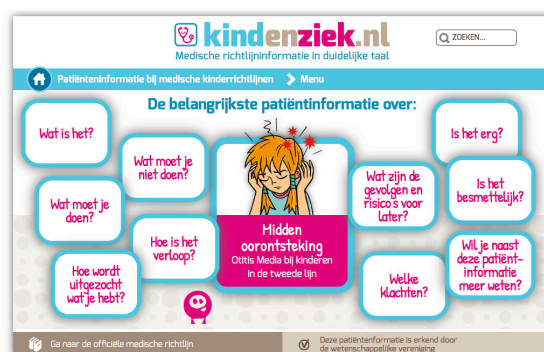 kindenziek.nl
ZOEKEN...
Medische richtlijninformatie in duidelijke taal
Patiënteninformatie bij medische kinderrichtlijnen
Menu
De belangrijkste patiëntinformatie over:
Wat is het?
Wat moet je
niet doen?
Wat moet je
doen?
Hoe is het
verloop?
Hoe wordt
uitgezocht
wat je hebt?
Midden
oorontsteking
Otitis Media bij kinderen
in de tweede lijn
Is het erg?
Wat zijn de
gevolgen en
risico's voor
later?
Is het
besmettelijk?
Welke
klachten?
Wil je naast
deze patiënt-
informatie
meer weten?
Ga naar de officiële medische richtlijn
Deze patiëntenformatie is erkend door
de wetenschappelijke vereniging